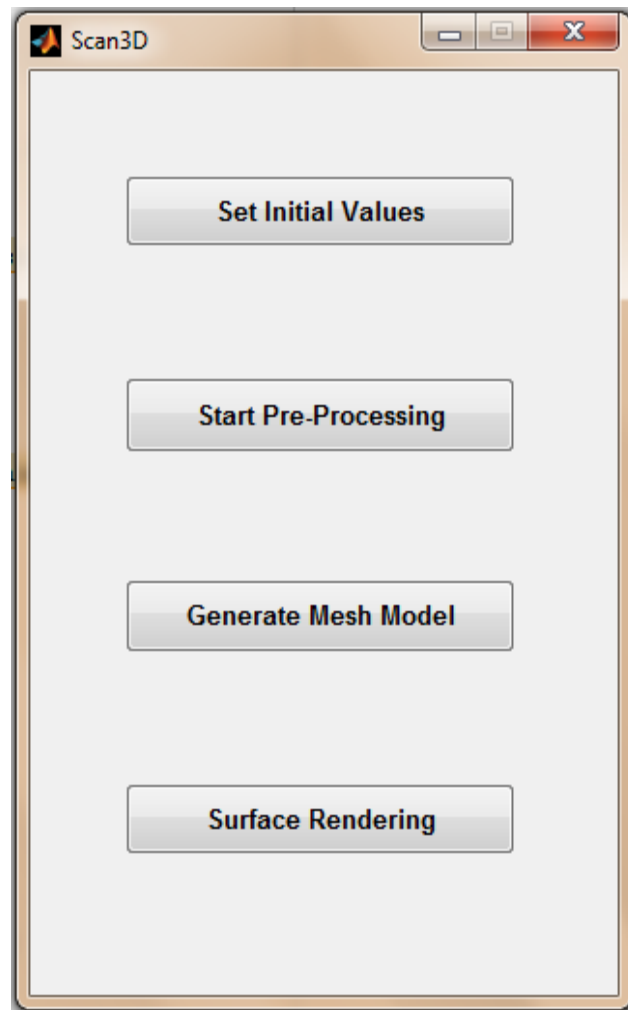 Scan3D
Set Initial Values
Start Pre-Processing
Generate Mesh Model
Surface Rendering